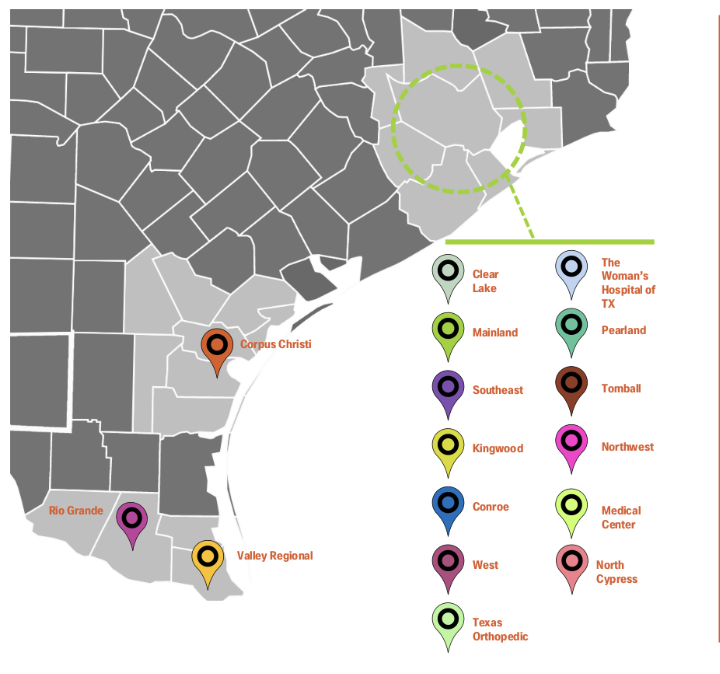 Corpus Christi
Rio Grande
Valley Regional
Clear
Lake
Mainland
Southeast
Kingwood
Conroe
West
Texas
Orthopedic
The
Woman's
Hospital of
TX
Pearland
Tomball
Northwest
Medical
Center
North
Cypress